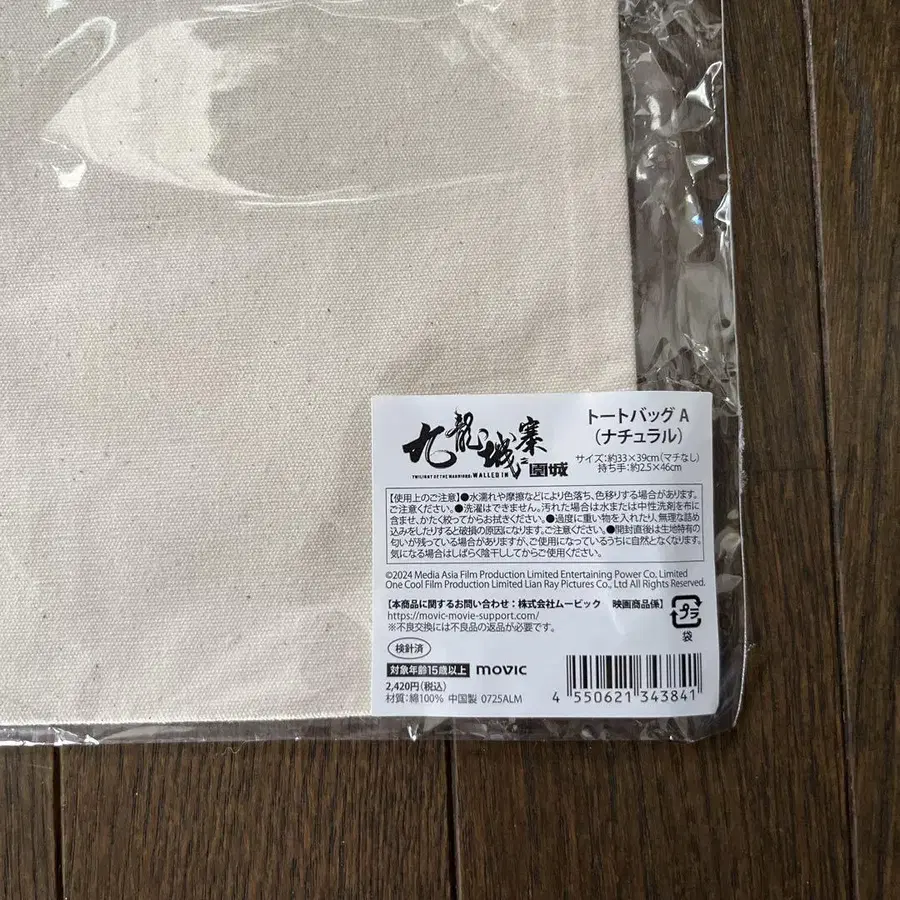 九龍城寨之圍城
TWILIGHT OF THE WARRIORS: WALLED IN
トートバッグ A
(ナチュラル)
サイズ:約33×39cm(マチなし)
持ち手:約2.5×46cm
【使用上のご注意】●水濡れや摩擦などにより色落ち、色移りする場合があります。
ご注意ください。●洗濯はできません。汚れた場合は水または中性洗剤を布に
含ませ、かたく絞ってからお拭きください。●過度に重い物を入れたり、無理な詰め
込みをしたりすると破損の原因になります。ご注意ください。●開封直後は生地特有の
匂いが残っている場合がありますが、ご使用になっているうちに自然となくなります。
気になる場合はしばらく陰干ししてからご使用ください。
©2024 Media Asia Film Production Limited Entertaining Power Co. Limited
One Cool Film Production Limited Lian Ray Pictures Co., Ltd All Rights Reserved.
【本商品に関するお問い合わせ:株式会社ムービック 映画商品係】
https://movic-movie-support.com/
※不良交換には不良品の返品が必要です。
プラ
袋
検針済
対象年齢15歳以上 movic
2,420円(税込)
材質:綿100% 中国製 0725ALM
4 550621 343841